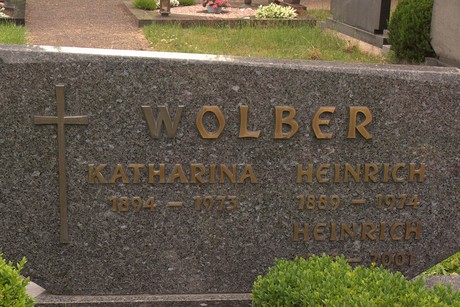 WOLBER
KATHARINA HEINRICH
1894 - 1973 1889 - 1974
HEINRICH
- 2001